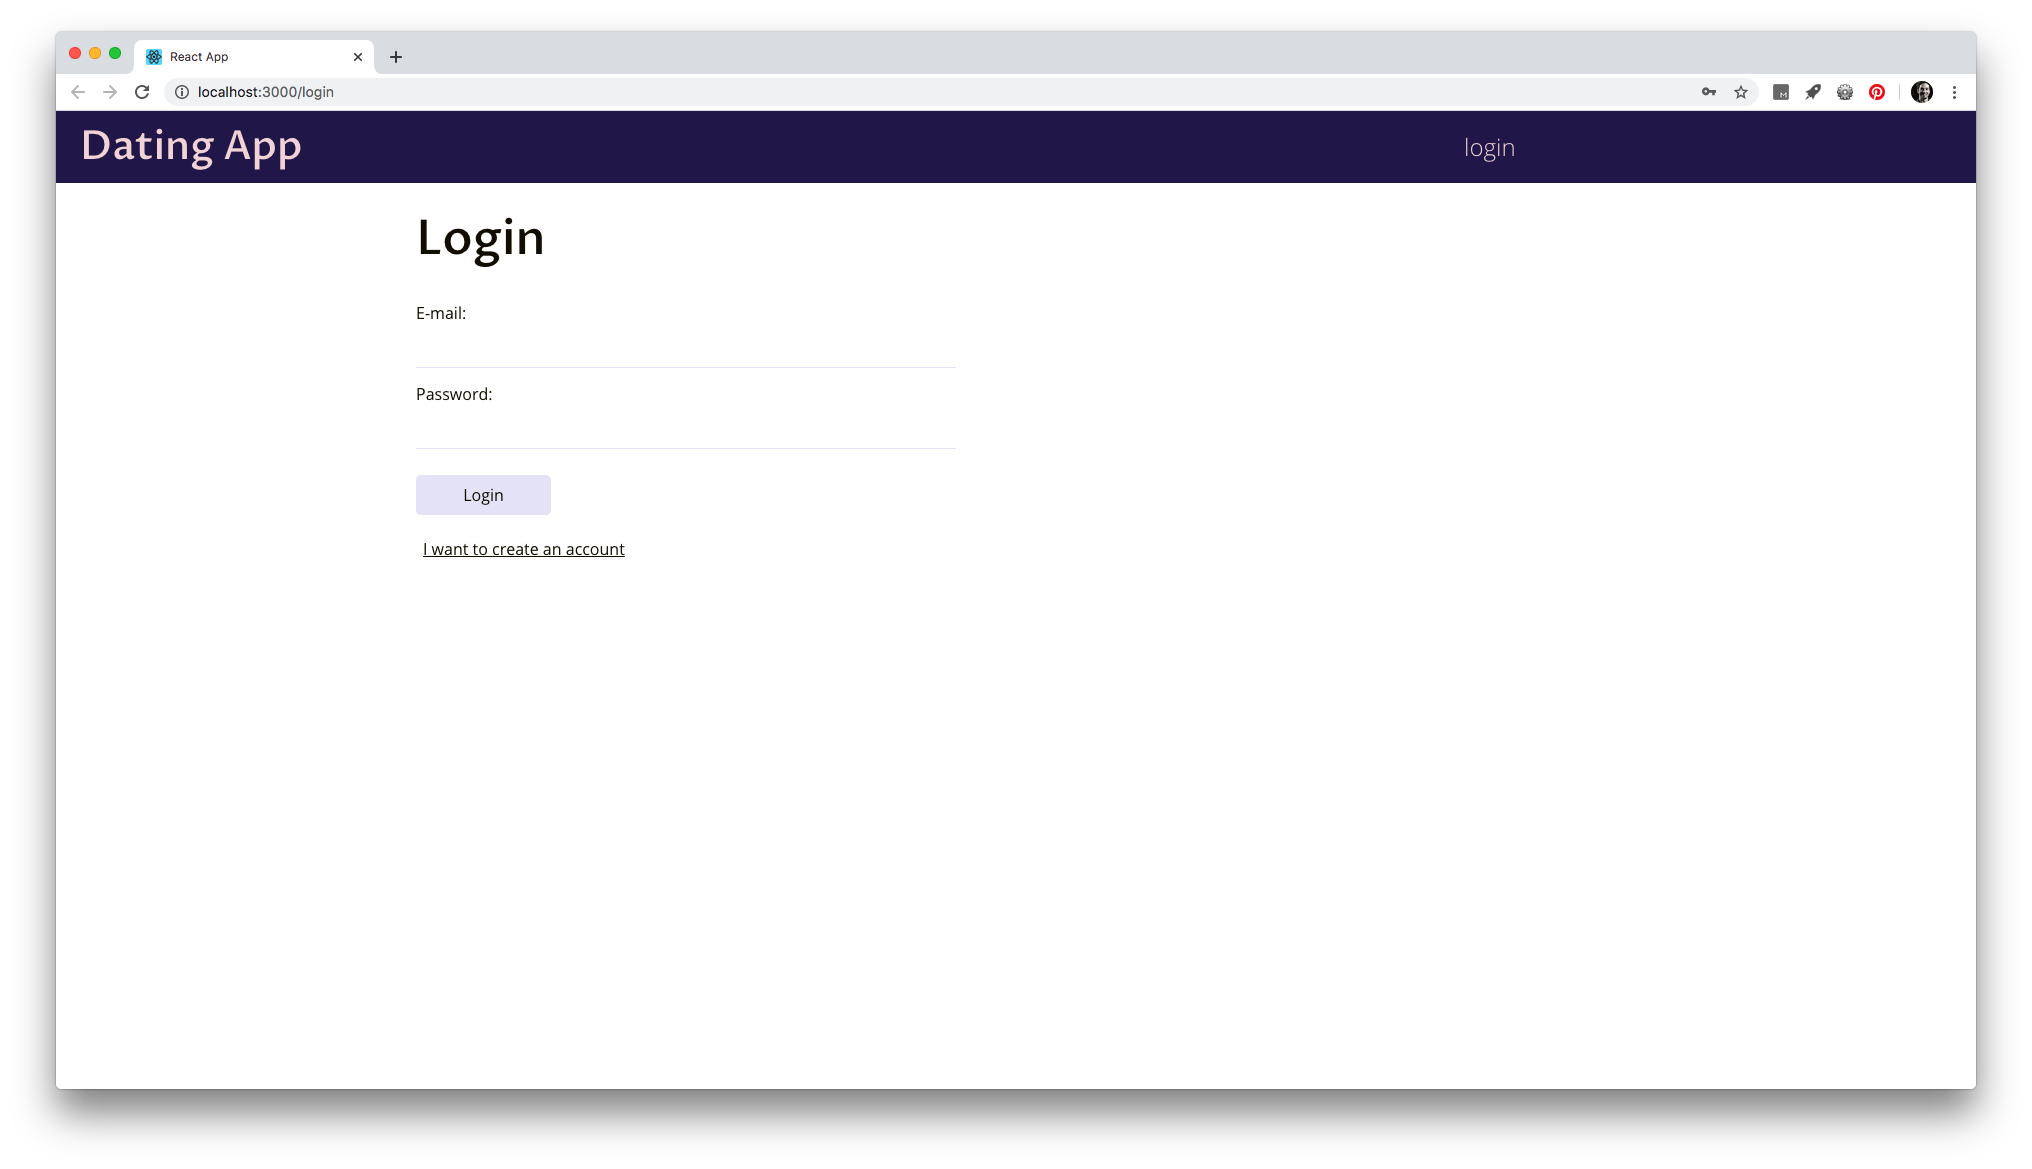 React App
localhost:3000/login
M
Dating App
login
Login
E-mail:
Password:
Login
I want to create an account